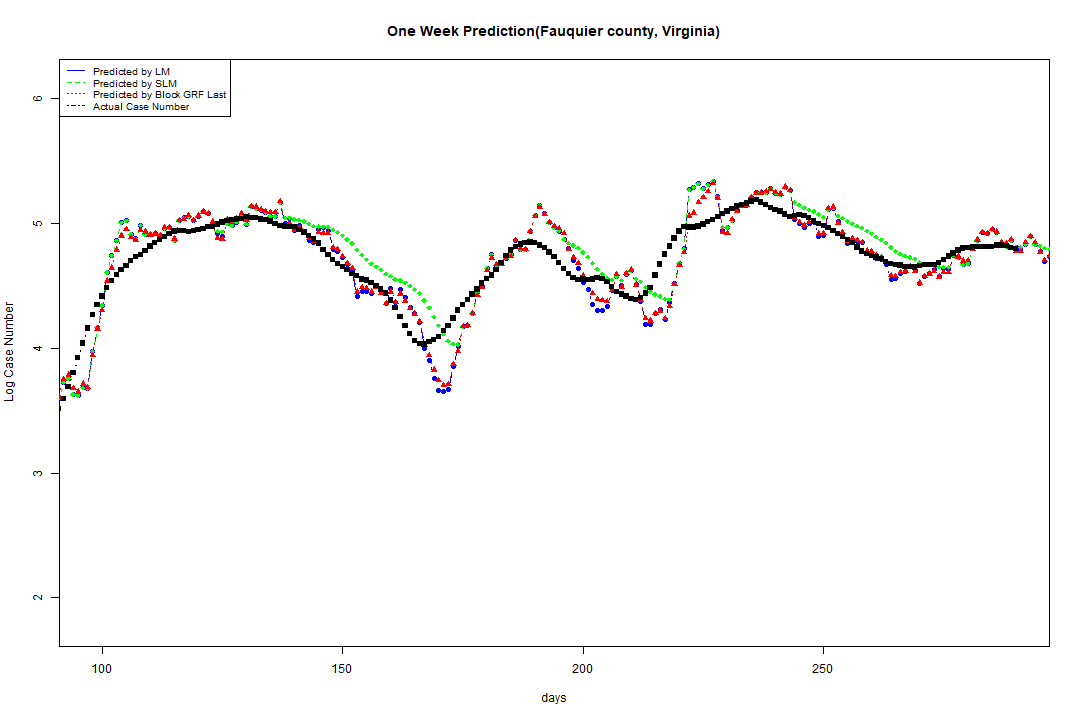 One Week Prediction(Fauquier county, Virginia)
Predicted by LM
Predicted by SLM
Predicted by Block GRF Last
Actual Case Number
6
5
4
3
2
Log Case Number
100 150 200 250
days